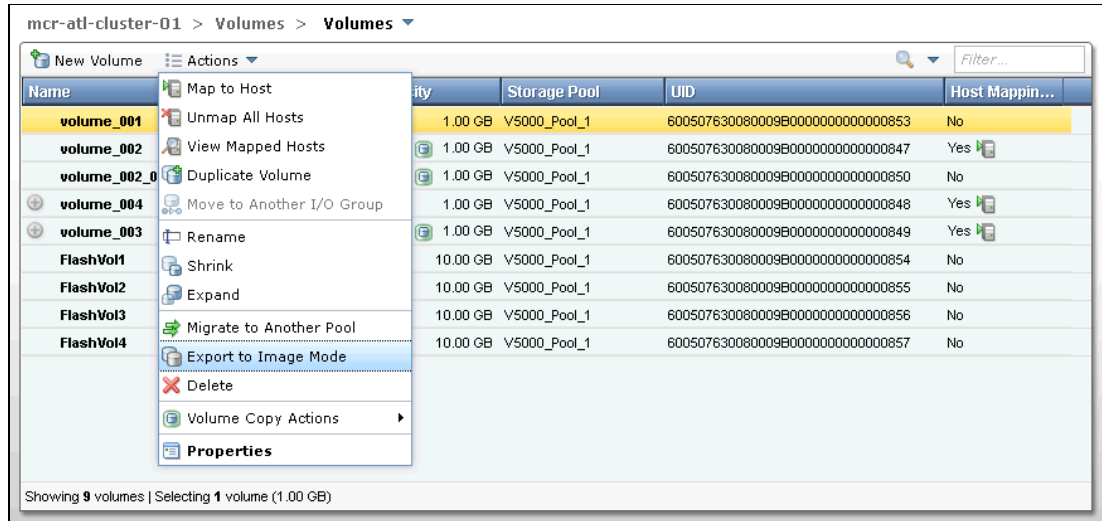 mcr-atl-cluster-01 > Volumes > Volumes
New Volume Actions Filter...
Name city Storage Pool UID Host Mappin...
volume_001 1.00 GB V5000_Pool_1 600507630080009B0000000000000853 No
volume_002 1.00 GB V5000_Pool_1 600507630080009B0000000000000847 Yes
volume_002_0 1.00 GB V5000_Pool_1 600507630080009B0000000000000850 No
volume_004 1.00 GB V5000_Pool_1 600507630080009B0000000000000848 Yes
volume_003 1.00 GB V5000_Pool_1 600507630080009B0000000000000849 Yes
FlashVol1 10.00 GB V5000_Pool_1 600507630080009B0000000000000854 No
FlashVol2 10.00 GB V5000_Pool_1 600507630080009B0000000000000855 No
FlashVol3 10.00 GB V5000_Pool_1 600507630080009B0000000000000856 No
FlashVol4 10.00 GB V5000_Pool_1 600507630080009B0000000000000857 No
Map to Host
Unmap All Hosts
View Mapped Hosts
Duplicate Volume
Move to Another I/O Group
Rename
Shrink
Expand
Migrate to Another Pool
Export to Image Mode
Delete
Volume Copy Actions
Properties
Showing 9 volumes | Selecting 1 volume (1.00 GB)